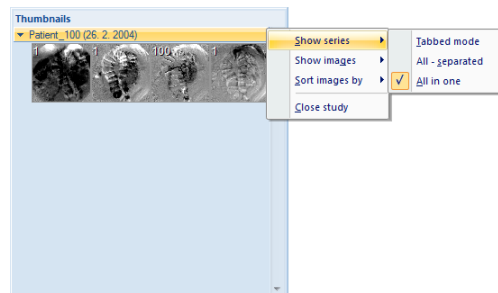 Thumbnails
Patient_100 (26. 2. 2004)
1 1 100 1
Show series
Show images
Sort images by
Close study
Tabbed mode
All - separated
All in one